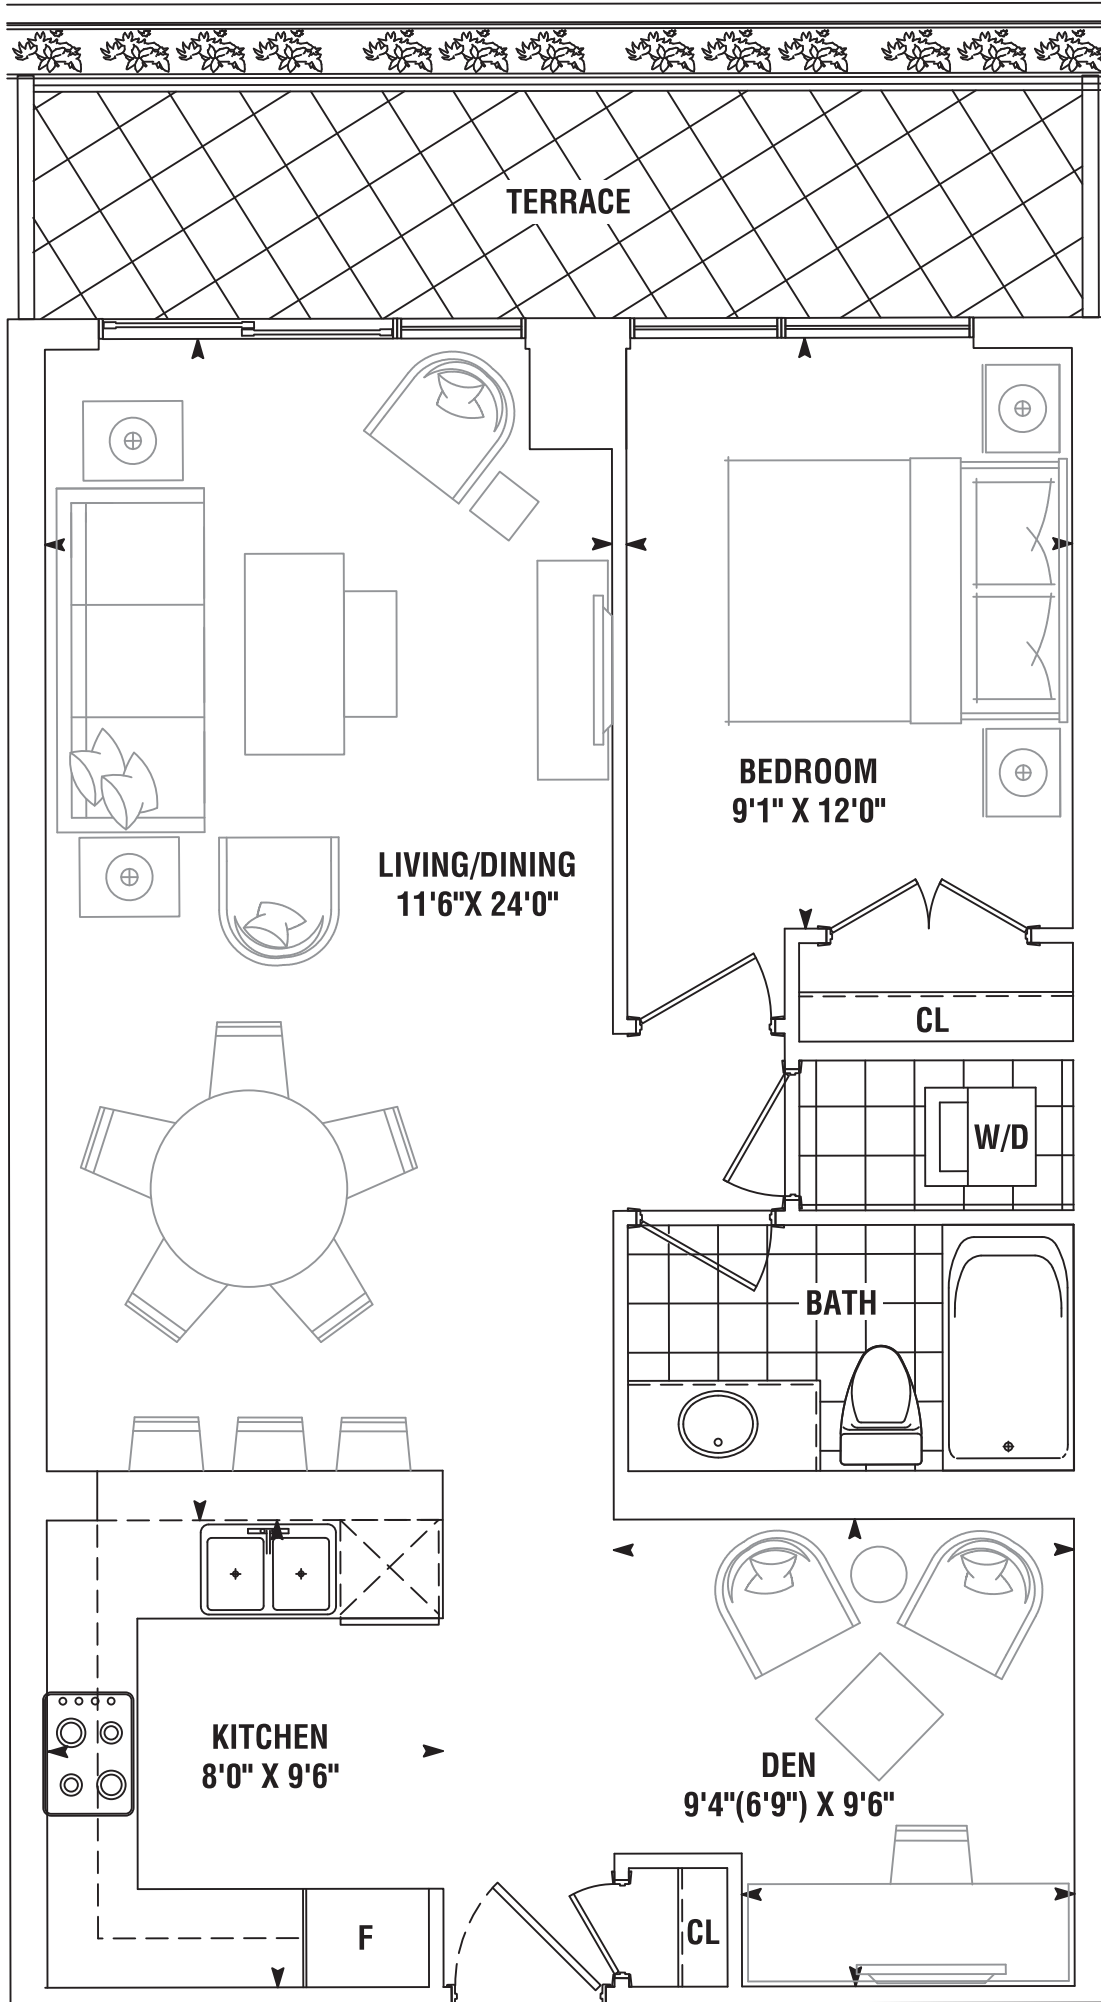 TERRACE
BEDROOM
9'1" X 12'0"
LIVING/DINING
11'6"X 24'0"
CL
W/D
BATH
KITCHEN
8'0" X 9'6"
DEN
9'4"(6'9") X 9'6"
F
CL